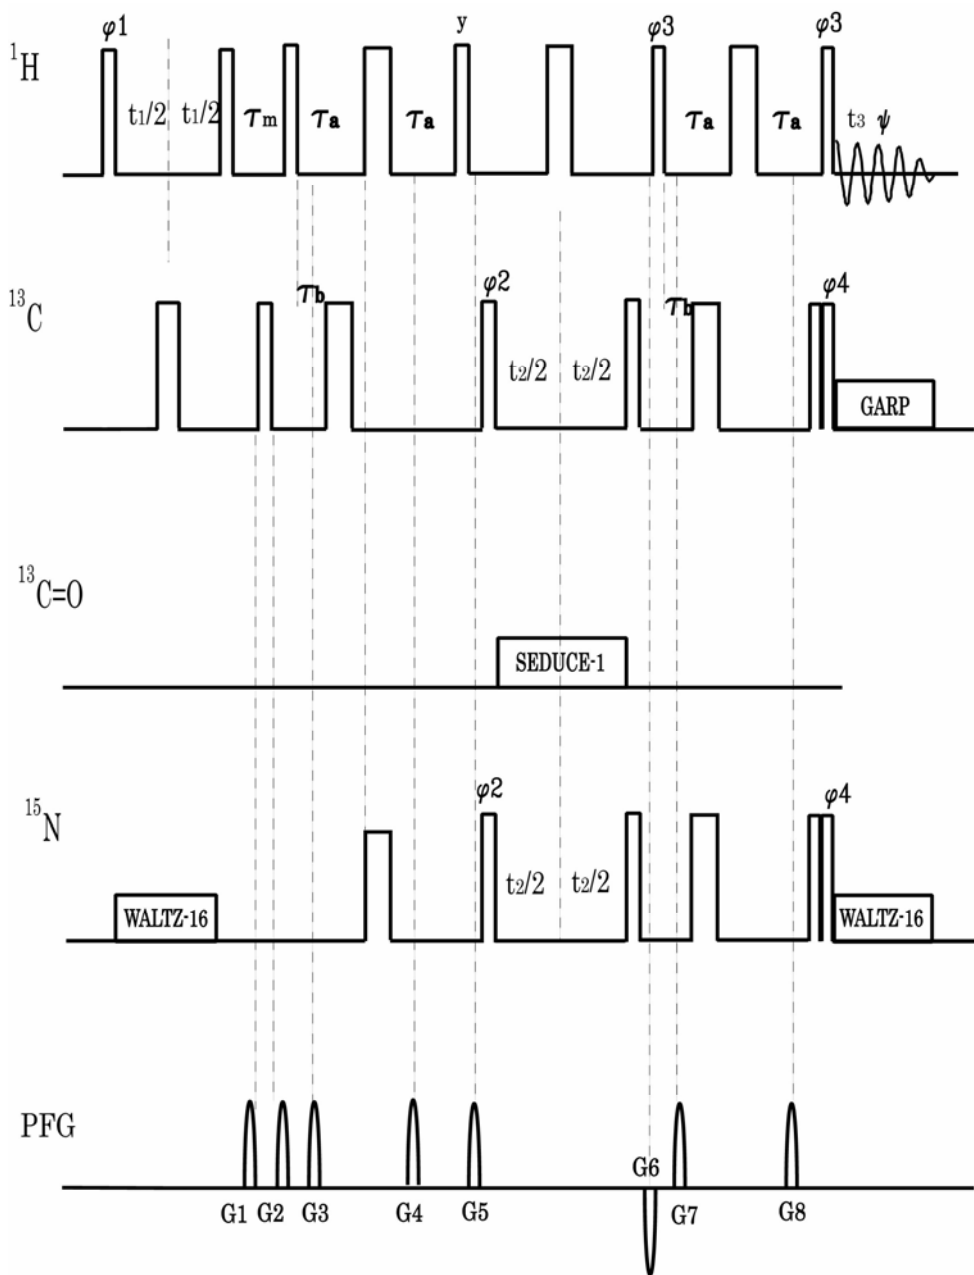 φ1 y φ3 φ3
¹H
t₁/2 t₁/2 τm τa τa τa τa t₃ ψ
¹³C
τb φ2 τb φ4
t₂/2 t₂/2
GARP
¹³C=O
SEDUCE-1
¹⁵N
φ2 φ4
t₂/2 t₂/2
WALTZ-16 WALTZ-16
PFG
G6
G1 G2 G3 G4 G5 G7 G8